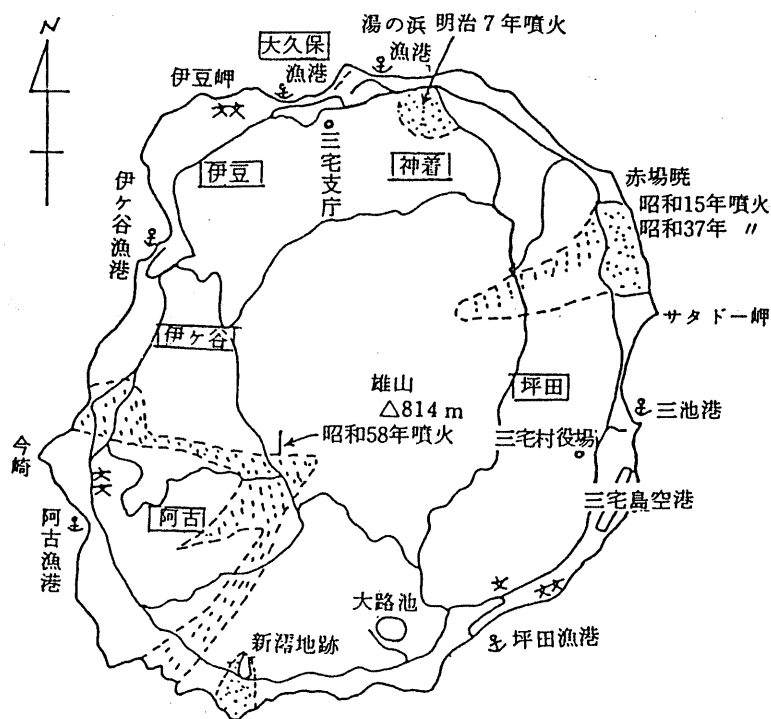 N
湯の浜
明治7年噴火
大久保
漁港
漁港
伊豆岬
伊豆
三宅支庁
神着
赤場暁
昭和15年噴火
昭和37年 〃
伊ケ谷漁港
サタドー岬
伊ケ谷
雄山
△814m
坪田
三池港
昭和58年噴火
三宅村役場
今崎
三宅島空港
阿古
阿古漁港
大路池
新澪池跡
坪田漁港